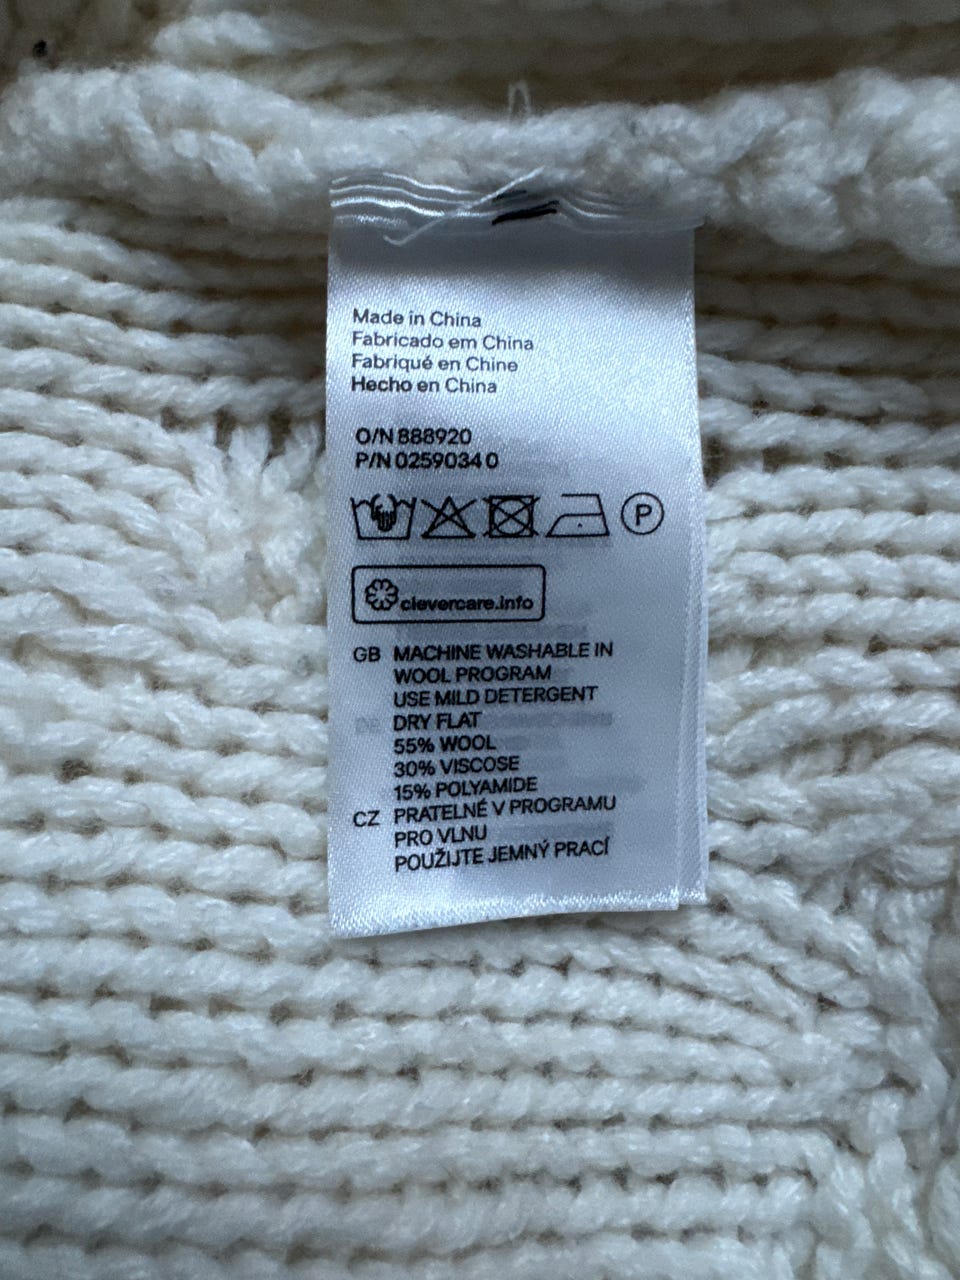 Made in China
Fabricado em China
Fabriqué en Chine
Hecho en China
O/N 888920
P/N 0259034 0
P
clevercare.info
GB MACHINE WASHABLE IN
WOOL PROGRAM
USE MILD DETERGENT
DRY FLAT
55% WOOL
30% VISCOSE
15% POLYAMIDE
CZ PRATELNÉ V PROGRAMU
PRO VLNU
POUŽIJTE JEMNÝ PRACÍ